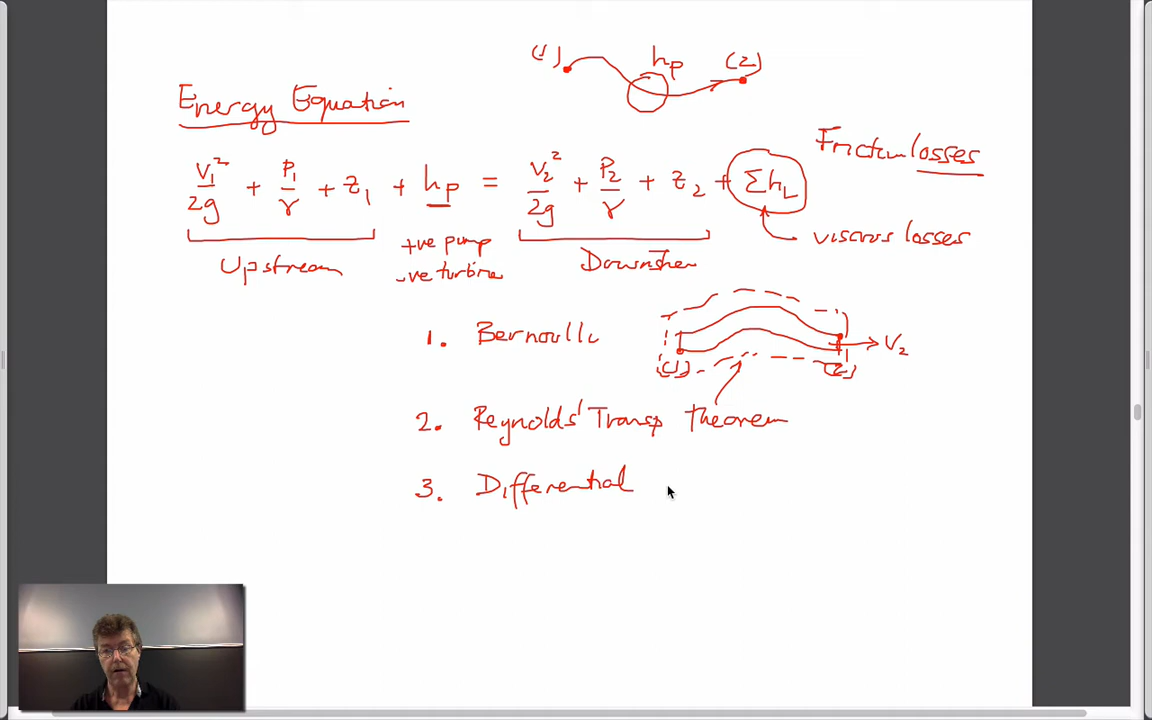 (1) hp (2)
Energy Equation
Friction losses
V₁²/2g + P₁/γ + z₁ + hp = V₂²/2g + P₂/γ + z₂ + ΣhL
viscous losses
+ve pump
-ve turbine
Upstream
Downstream
1. Bernoulli
V₂
(1) (2)
2. Reynolds' Transp theorem
3. Differential